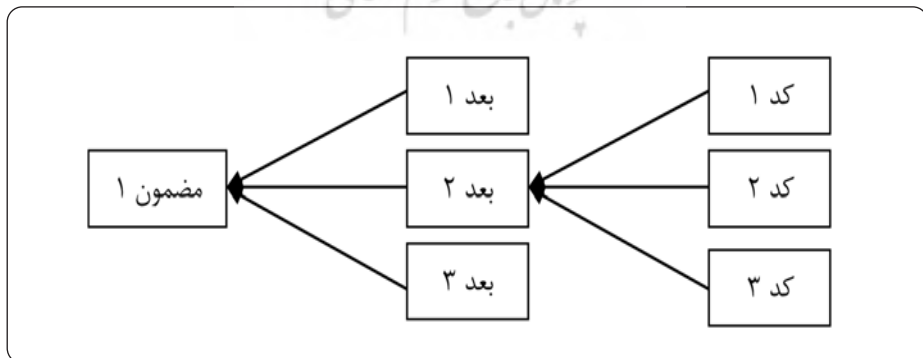 کد ۱
بعد ۱
کد ۲
بعد ۲
مضمون ۱
کد ۳
بعد ۳